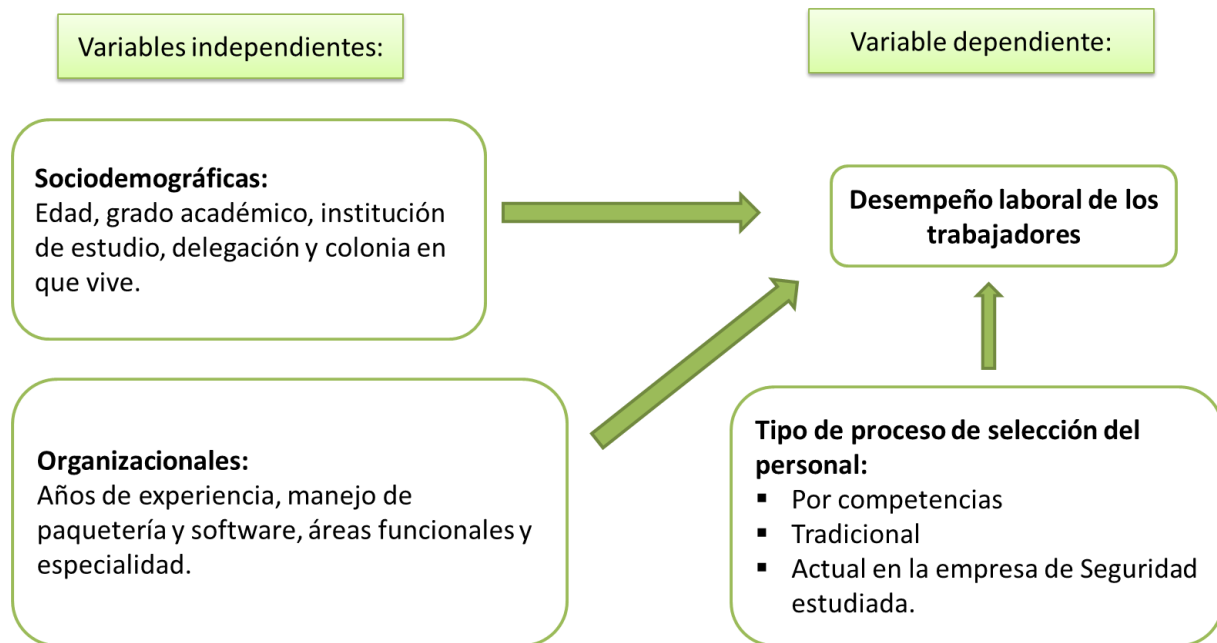 Variables independientes:
Variable dependiente:
Sociodemográficas:
Edad, grado académico, institución
de estudio, delegación y colonia en
que vive.
Desempeño laboral de los
trabajadores
Organizacionales:
Años de experiencia, manejo de
paquetería y software, áreas funcionales y
especialidad.
Tipo de proceso de selección del
personal:
▪ Por competencias
▪ Tradicional
▪ Actual en la empresa de Seguridad
estudiada.